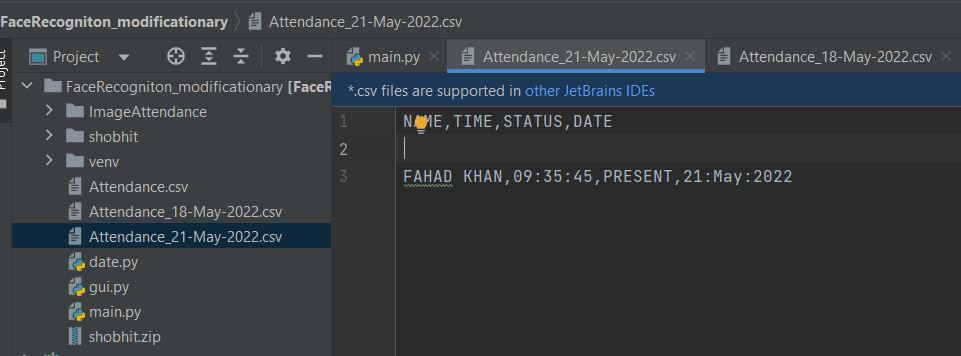 FaceRecogniton_modificationary
Attendance_21-May-2022.csv
Project
Project
main.py
Attendance_21-May-2022.csv
Attendance_18-May-2022.csv
FaceRecogniton_modificationary [FaceR
ImageAttendance
shobhit
venv
Attendance.csv
Attendance_18-May-2022.csv
Attendance_21-May-2022.csv
date.py
gui.py
main.py
shobhit.zip
*.csv files are supported in other JetBrains IDEs
1 NAME,TIME,STATUS,DATE
2
3 FAHAD KHAN,09:35:45,PRESENT,21:May:2022